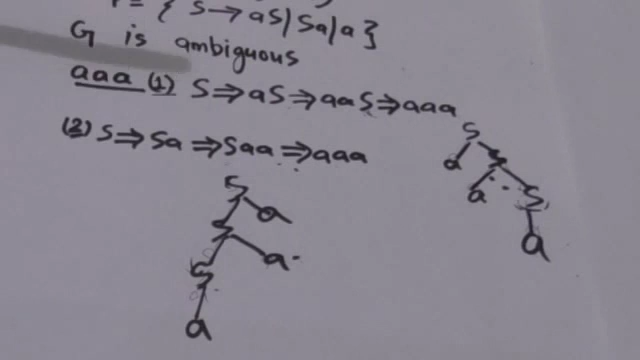 P = { S → aS | Sa | a }
G is ambiguous
aaa (1) S ⇒ aS ⇒ aaS ⇒ aaa
(2) S ⇒ Sa ⇒ Saa ⇒ aaa
S
a S
a S
a
S
S a
S a
a